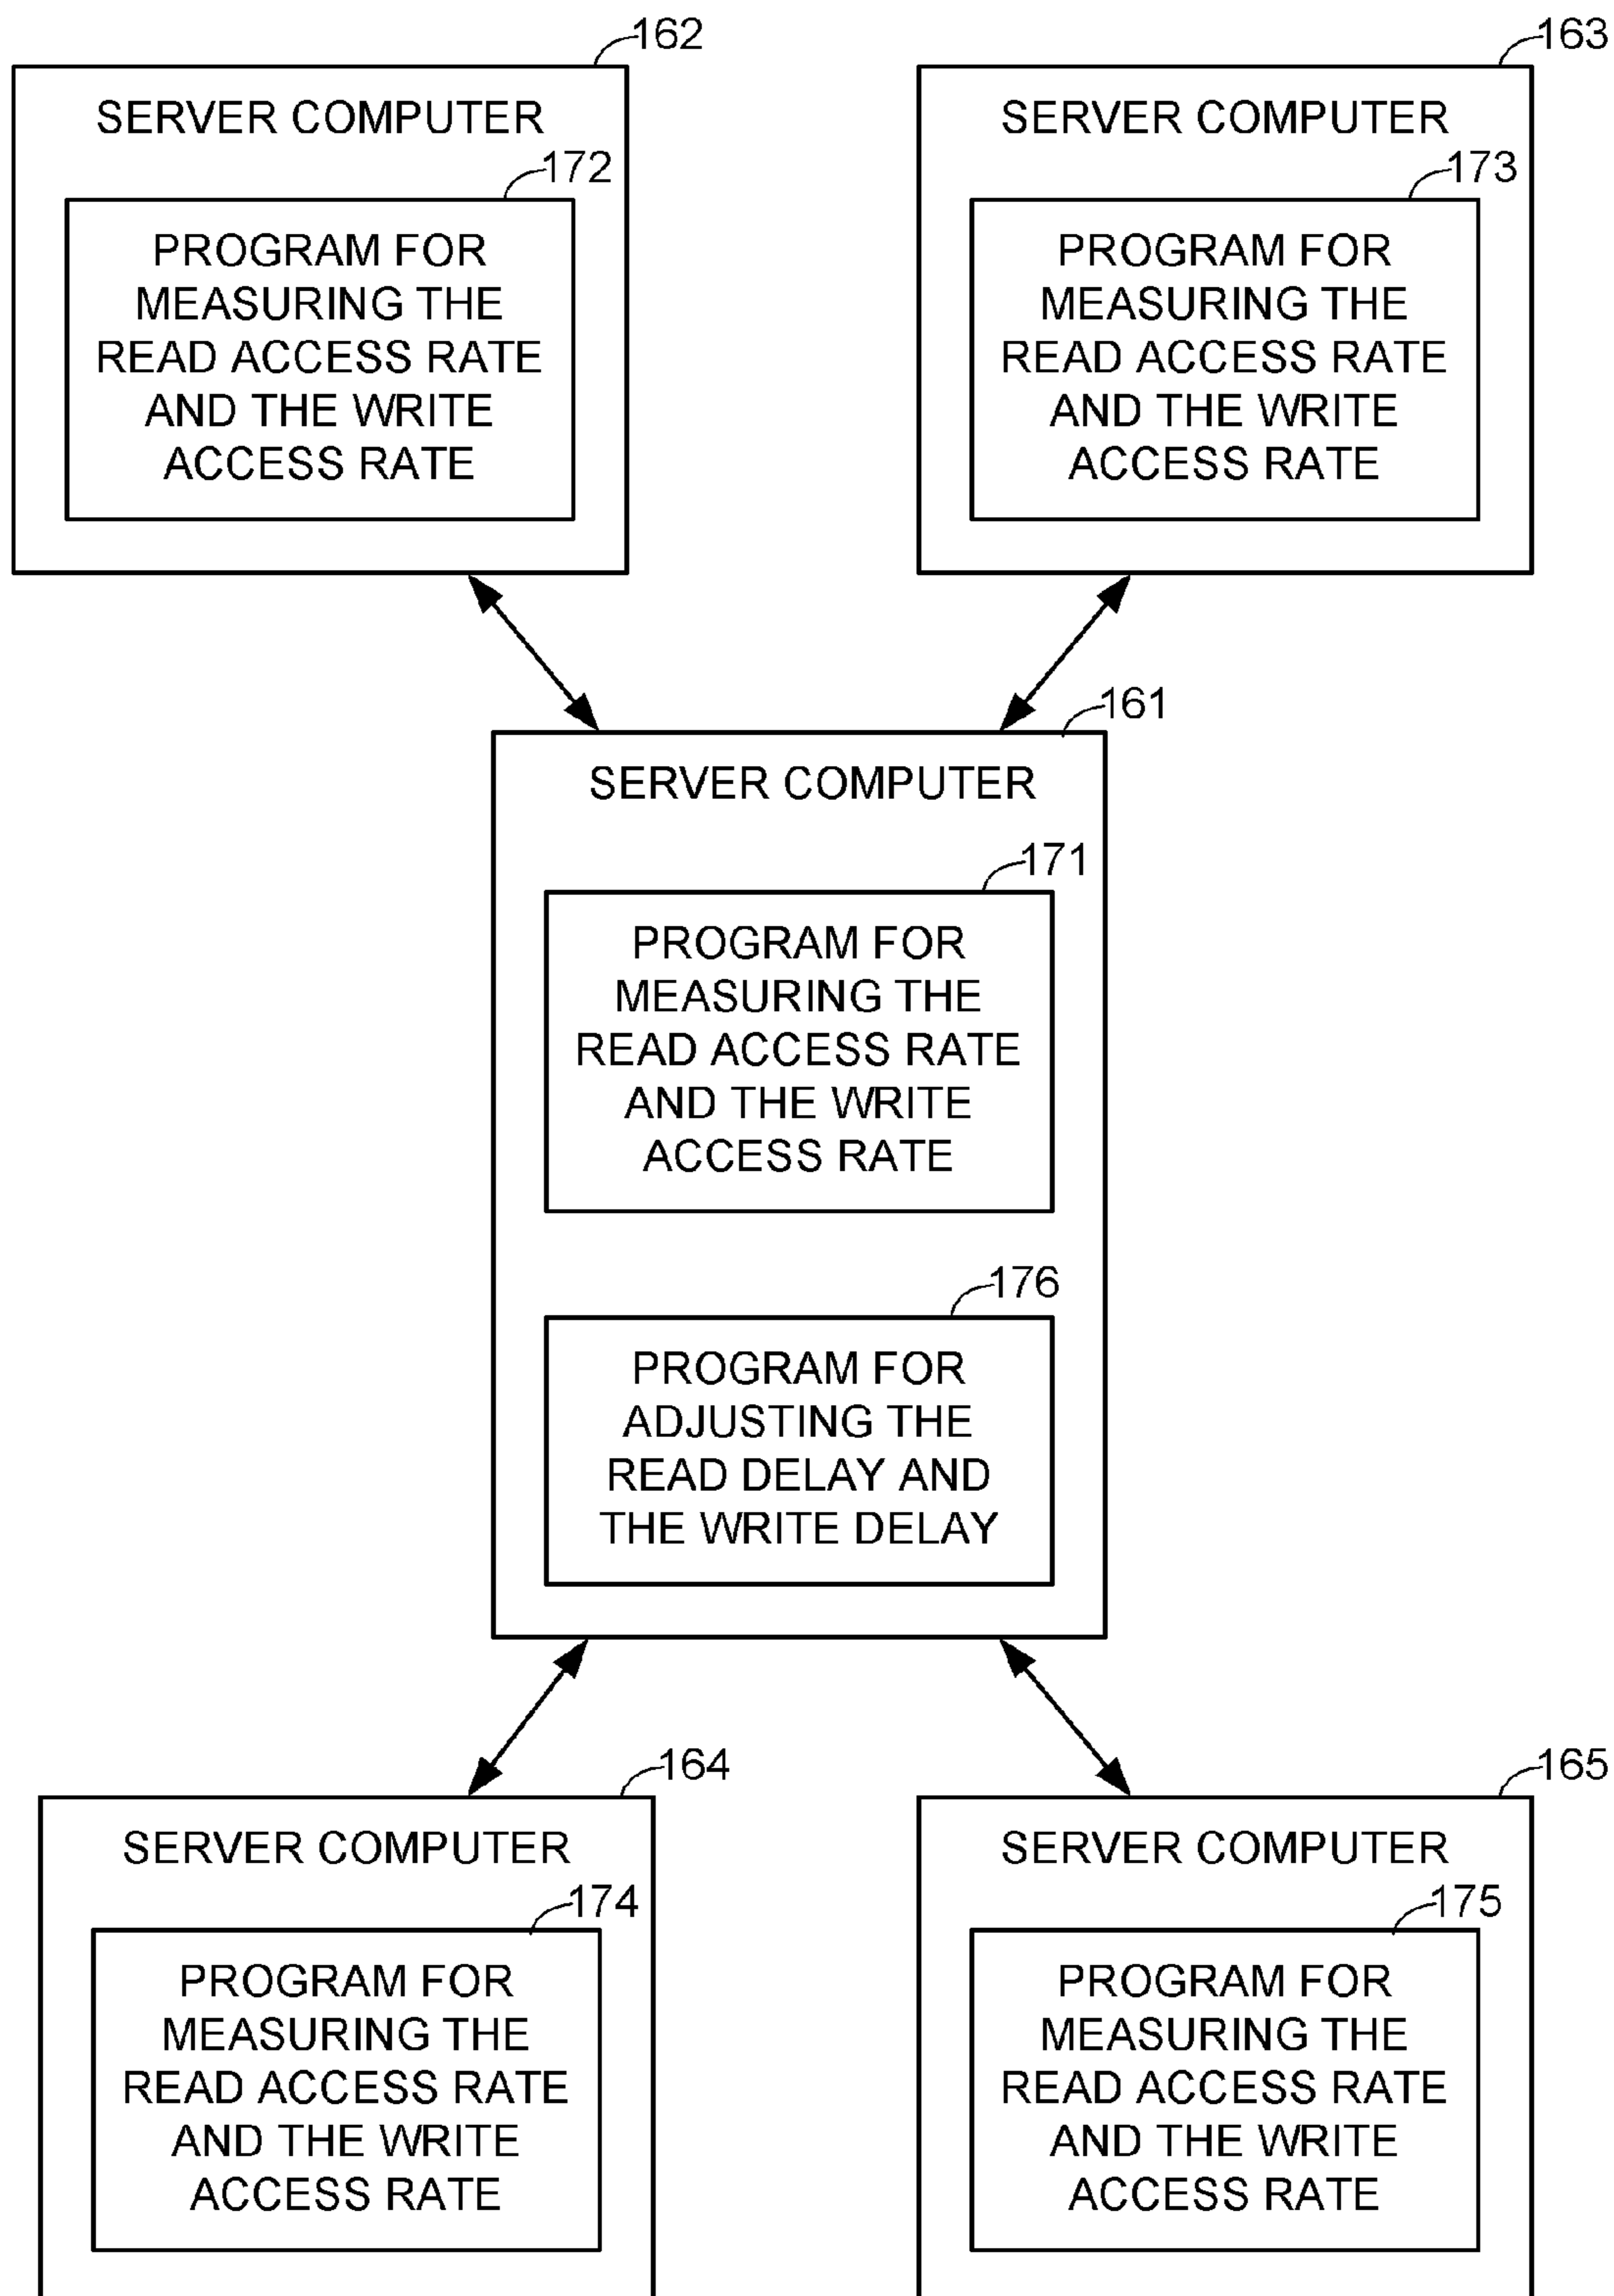 162
SERVER COMPUTER
172
PROGRAM FOR
MEASURING THE
READ ACCESS RATE
AND THE WRITE
ACCESS RATE
163
SERVER COMPUTER
173
PROGRAM FOR
MEASURING THE
READ ACCESS RATE
AND THE WRITE
ACCESS RATE
161
SERVER COMPUTER
171
PROGRAM FOR
MEASURING THE
READ ACCESS RATE
AND THE WRITE
ACCESS RATE
176
PROGRAM FOR
ADJUSTING THE
READ DELAY AND
THE WRITE DELAY
164
SERVER COMPUTER
174
PROGRAM FOR
MEASURING THE
READ ACCESS RATE
AND THE WRITE
ACCESS RATE
165
SERVER COMPUTER
175
PROGRAM FOR
MEASURING THE
READ ACCESS RATE
AND THE WRITE
ACCESS RATE